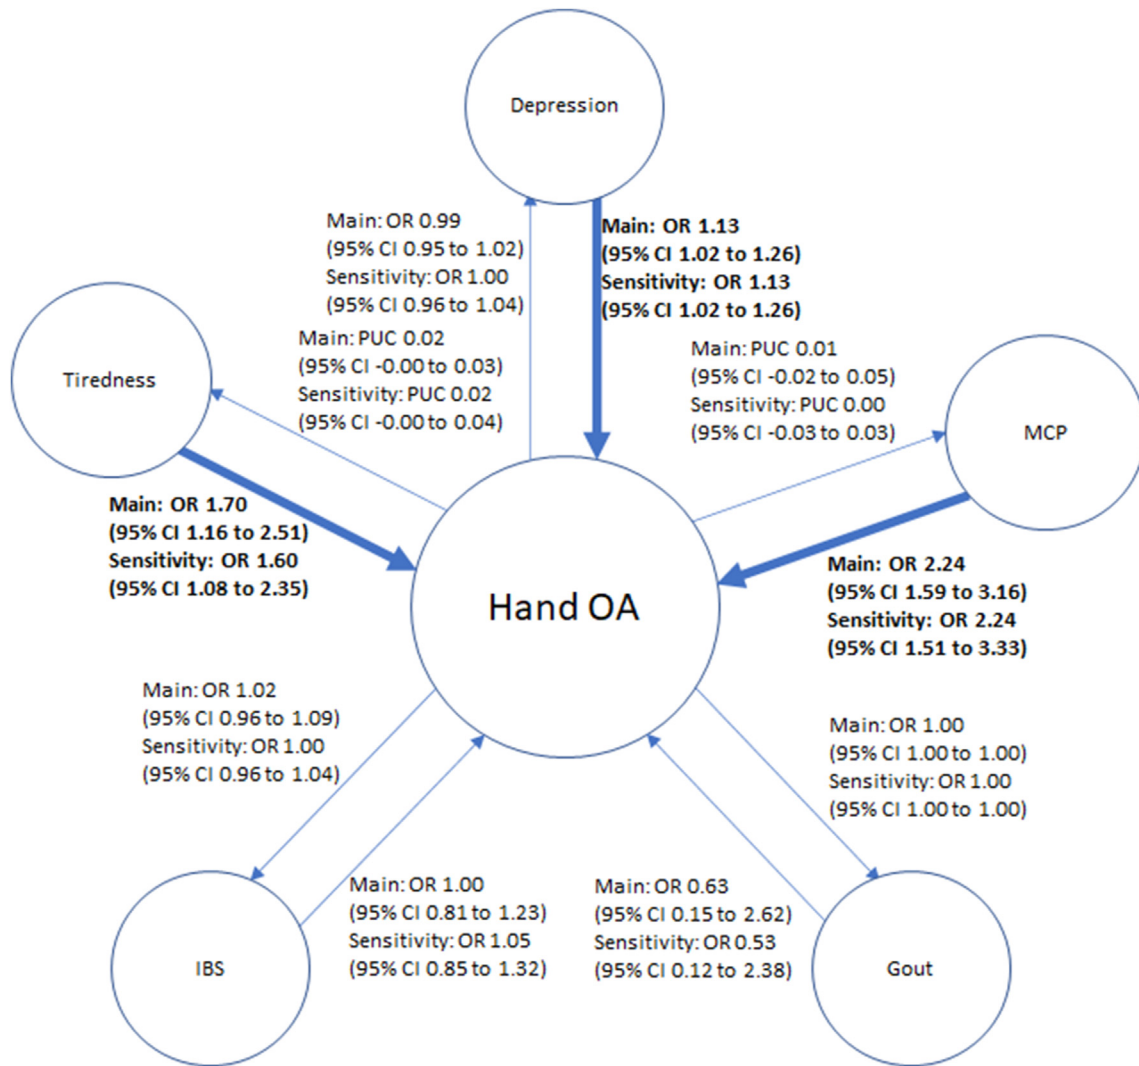 Depression
Main: OR 0.99
(95% CI 0.95 to 1.02)
Sensitivity: OR 1.00
(95% CI 0.96 to 1.04)
Main: OR 1.13
(95% CI 1.02 to 1.26)
Sensitivity: OR 1.13
(95% CI 1.02 to 1.26)
Tiredness
Main: PUC 0.02
(95% CI -0.00 to 0.03)
Sensitivity: PUC 0.02
(95% CI -0.00 to 0.04)
Main: PUC 0.01
(95% CI -0.02 to 0.05)
Sensitivity: PUC 0.00
(95% CI -0.03 to 0.03)
MCP
Main: OR 1.70
(95% CI 1.16 to 2.51)
Sensitivity: OR 1.60
(95% CI 1.08 to 2.35)
Hand OA
Main: OR 2.24
(95% CI 1.59 to 3.16)
Sensitivity: OR 2.24
(95% CI 1.51 to 3.33)
Main: OR 1.02
(95% CI 0.96 to 1.09)
Sensitivity: OR 1.00
(95% CI 0.96 to 1.04)
Main: OR 1.00
(95% CI 1.00 to 1.00)
Sensitivity: OR 1.00
(95% CI 1.00 to 1.00)
IBS
Main: OR 1.00
(95% CI 0.81 to 1.23)
Sensitivity: OR 1.05
(95% CI 0.85 to 1.32)
Main: OR 0.63
(95% CI 0.15 to 2.62)
Sensitivity: OR 0.53
(95% CI 0.12 to 2.38)
Gout